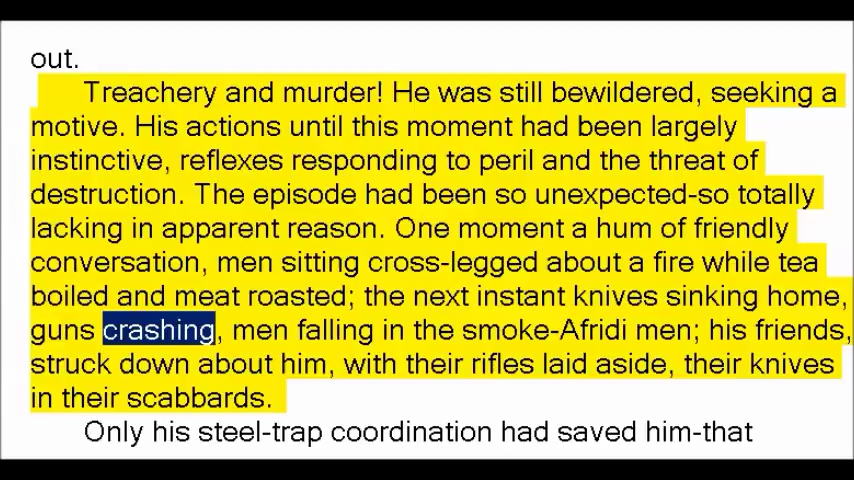 out.
Treachery and murder! He was still bewildered, seeking a
motive. His actions until this moment had been largely
instinctive, reflexes responding to peril and the threat of
destruction. The episode had been so unexpected-so totally
lacking in apparent reason. One moment a hum of friendly
conversation, men sitting cross-legged about a fire while tea
boiled and meat roasted; the next instant knives sinking home,
guns crashing, men falling in the smoke-Afridi men; his friends,
struck down about him, with their rifles laid aside, their knives
in their scabbards.
Only his steel-trap coordination had saved him-that